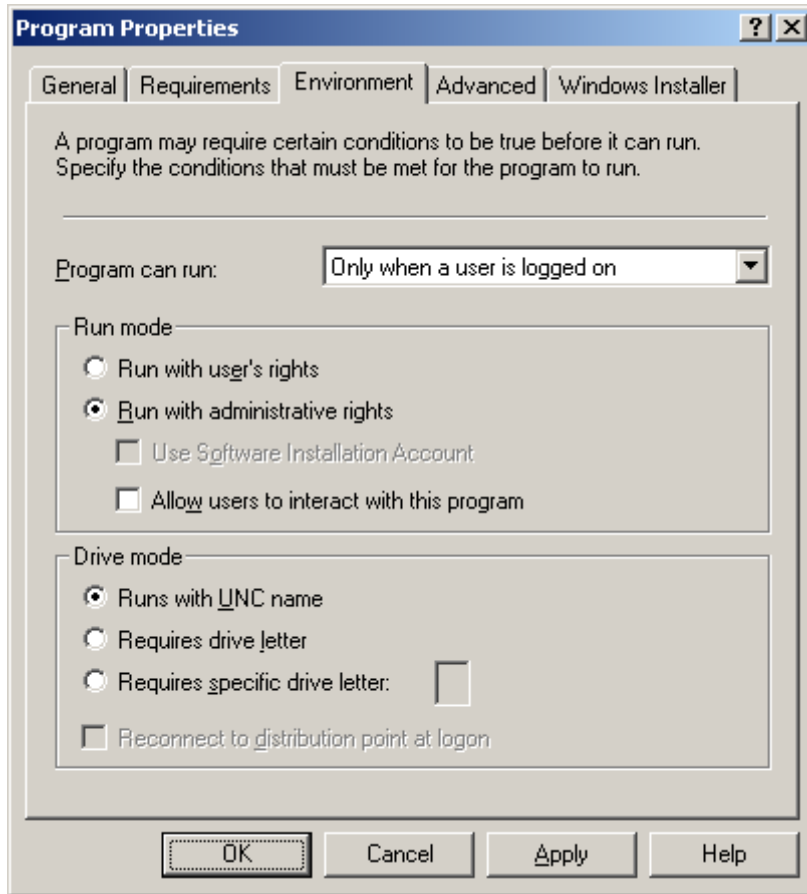 Program Properties
General Requirements Environment Advanced Windows Installer
A program may require certain conditions to be true before it can run.
Specify the conditions that must be met for the program to run.
Program can run: Only when a user is logged on
Run mode
Run with user's rights
Run with administrative rights
Use Software Installation Account
Allow users to interact with this program
Drive mode
Runs with UNC name
Requires drive letter
Requires specific drive letter:
Reconnect to distribution point at logon
OK Cancel Apply Help